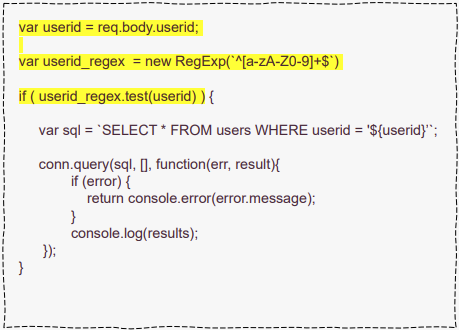 var userid = req.body.userid;
var userid_regex  = new RegExp(`^[a-zA-Z0-9]+$`)
if ( userid_regex.test(userid) ) {
var sql = `SELECT * FROM users WHERE userid = '${userid}'`;
conn.query(sql, [], function(err, result){
if (error) {
return console.error(error.message);
}
console.log(results);
});
}